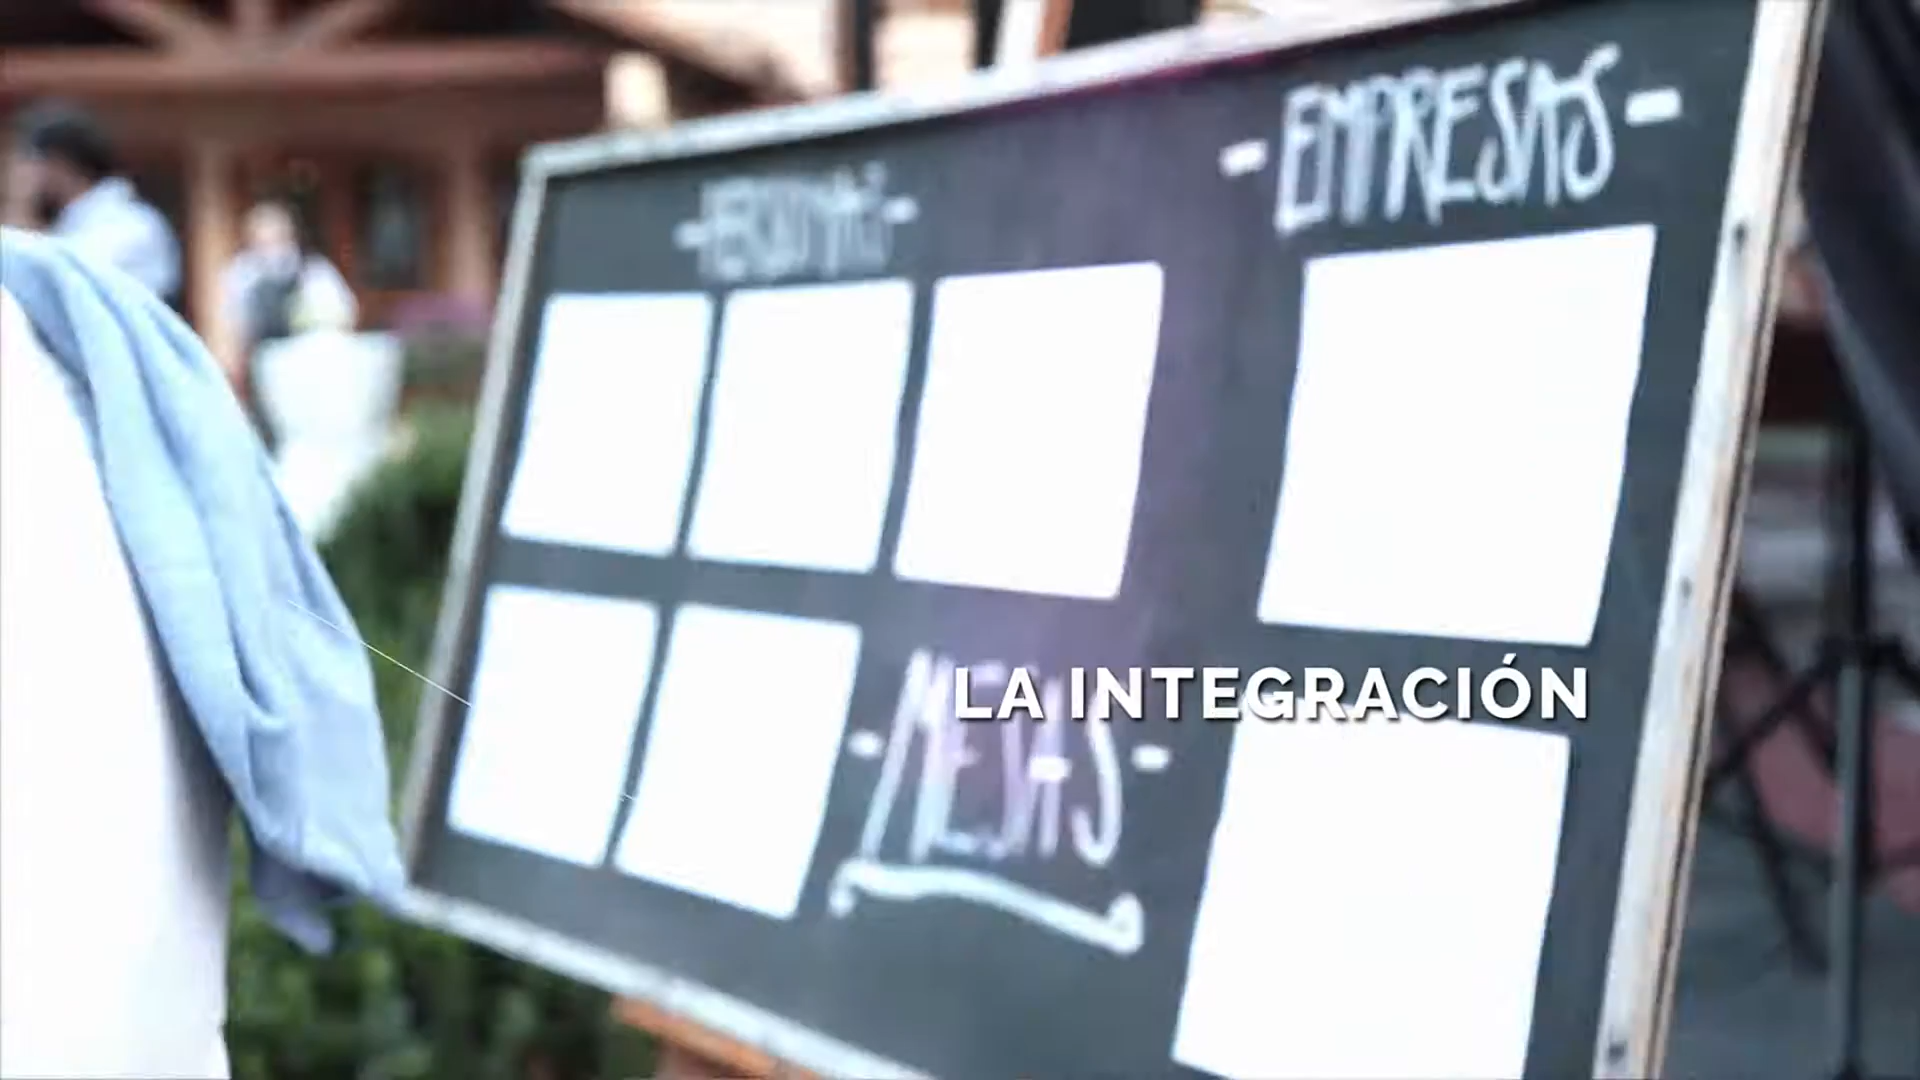 - EMPRESAS -
LA INTEGRACIÓN
- MESAS -